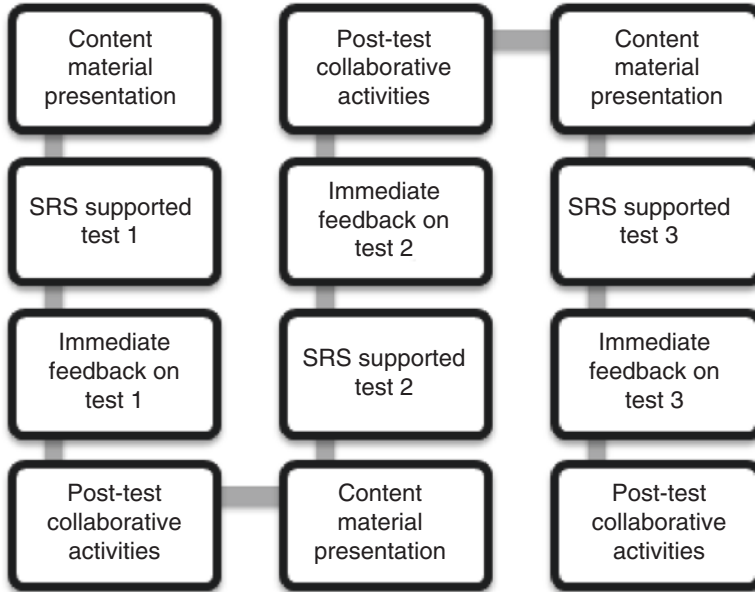 Content
material
presentation
SRS supported
test 1
Immediate
feedback on
test 1
Post-test
collaborative
activities
Content
material
presentation
SRS supported
test 2
Immediate
feedback on
test 2
Post-test
collaborative
activities
Content
material
presentation
SRS supported
test 3
Immediate
feedback on
test 3
Post-test
collaborative
activities